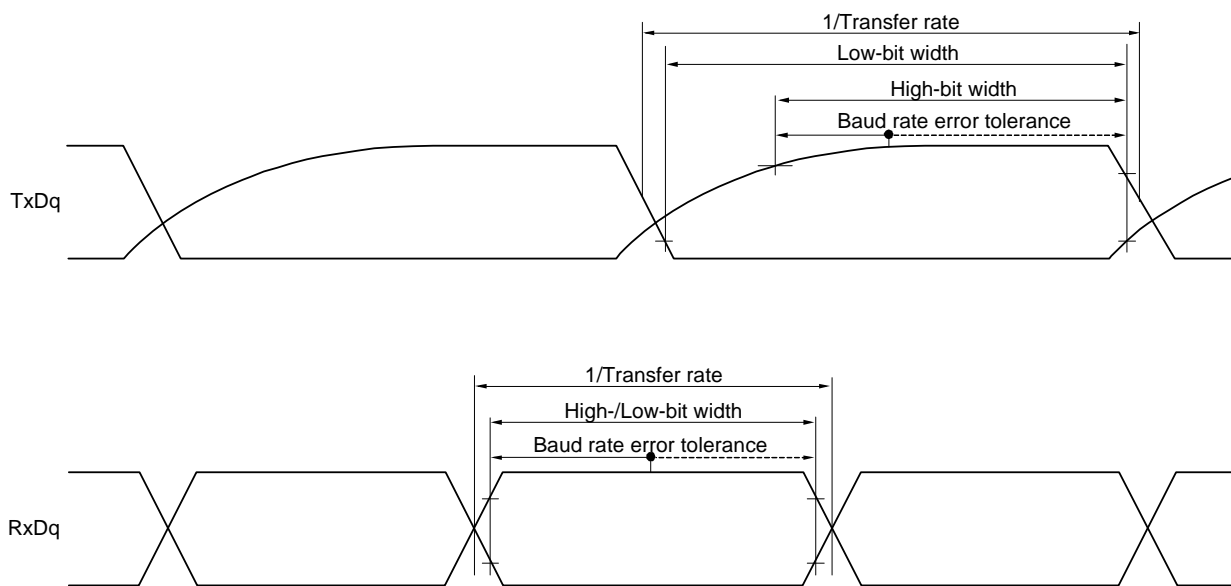 1/Transfer rate
Low-bit width
High-bit width
Baud rate error tolerance
TxDq
1/Transfer rate
High-/Low-bit width
Baud rate error tolerance
RxDq